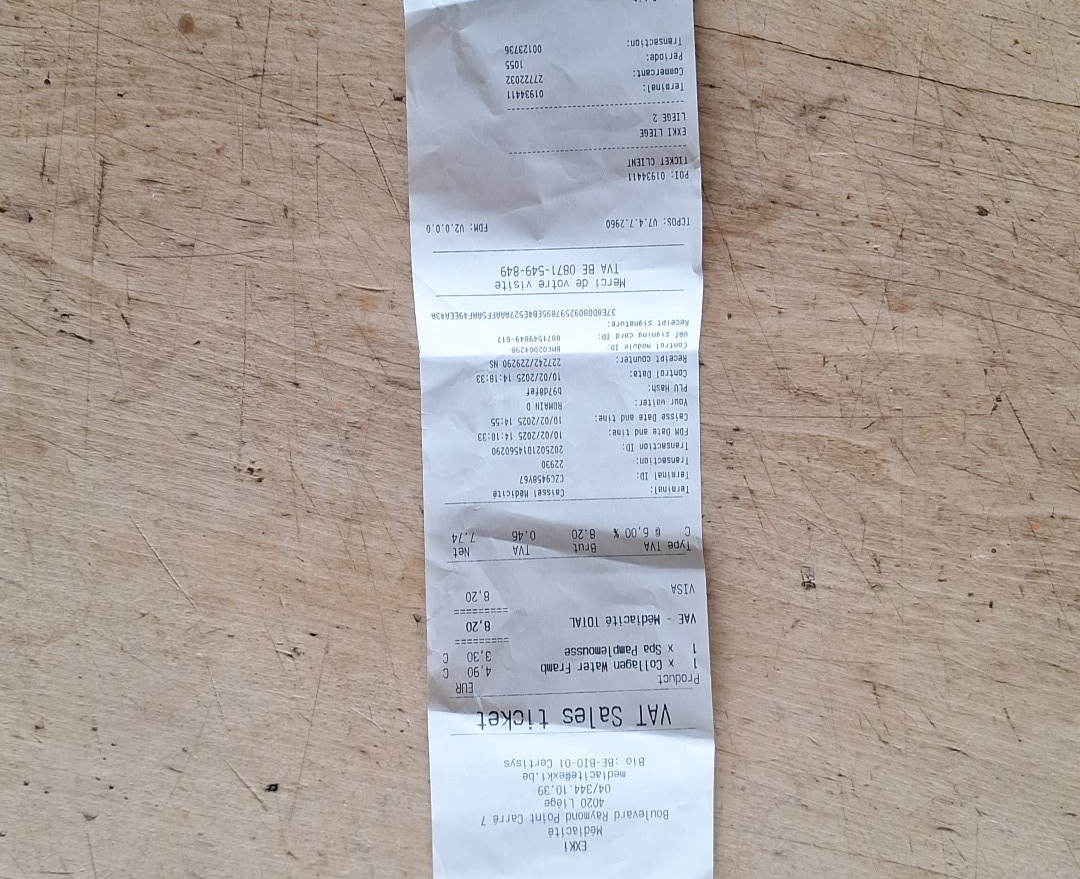 EXKi
Médiacité
Boulevard Raymond Point Carré 7
4020 Liège
04/344.10.39
mediacite@exki.be
Bio :BE-BIO-01 Certisys
VAT Sales ticket
Product EUR
1 x Collagen Water Framb 4,90 C
1 x Spa Pamplemousse 3,30 C
=========
VAE - Médiacité TOTAL 8,20
=========
VISA 8,20
Type TVA Brut TVA Net
C @ 6,00 % 8.20 0.46 7.74
Terminal: Caisse1 Médicité
Terminal ID: CZC9458Y67
Transaction: 22930
Transaction ID: 2025021014560290
FDM Date and time: 10/02/2025 14:18:33
Caisse Date and time: 10/02/2025 14:55
Your waiter: ROMAIN D
PLU Hash: b97d8fef
Control Data: 10/02/2025 14:18:33
Receipt counter: 227242/229290 NS
Control module ID: BMC02004298
VAT signing card ID: 0871549849-017
Receipt signature:
Merci de votre visite
TVA BE 0871-549-849
TCPOS: V7.4.7.2960 FDM: V2.0.0.0
POI: 01934411
TICKET CLIENT
EXKI LIEGE
LIEGE 2
Terminal: 01934411
Commercant: 27722032
Periode: 1055
Transaction: 00123736